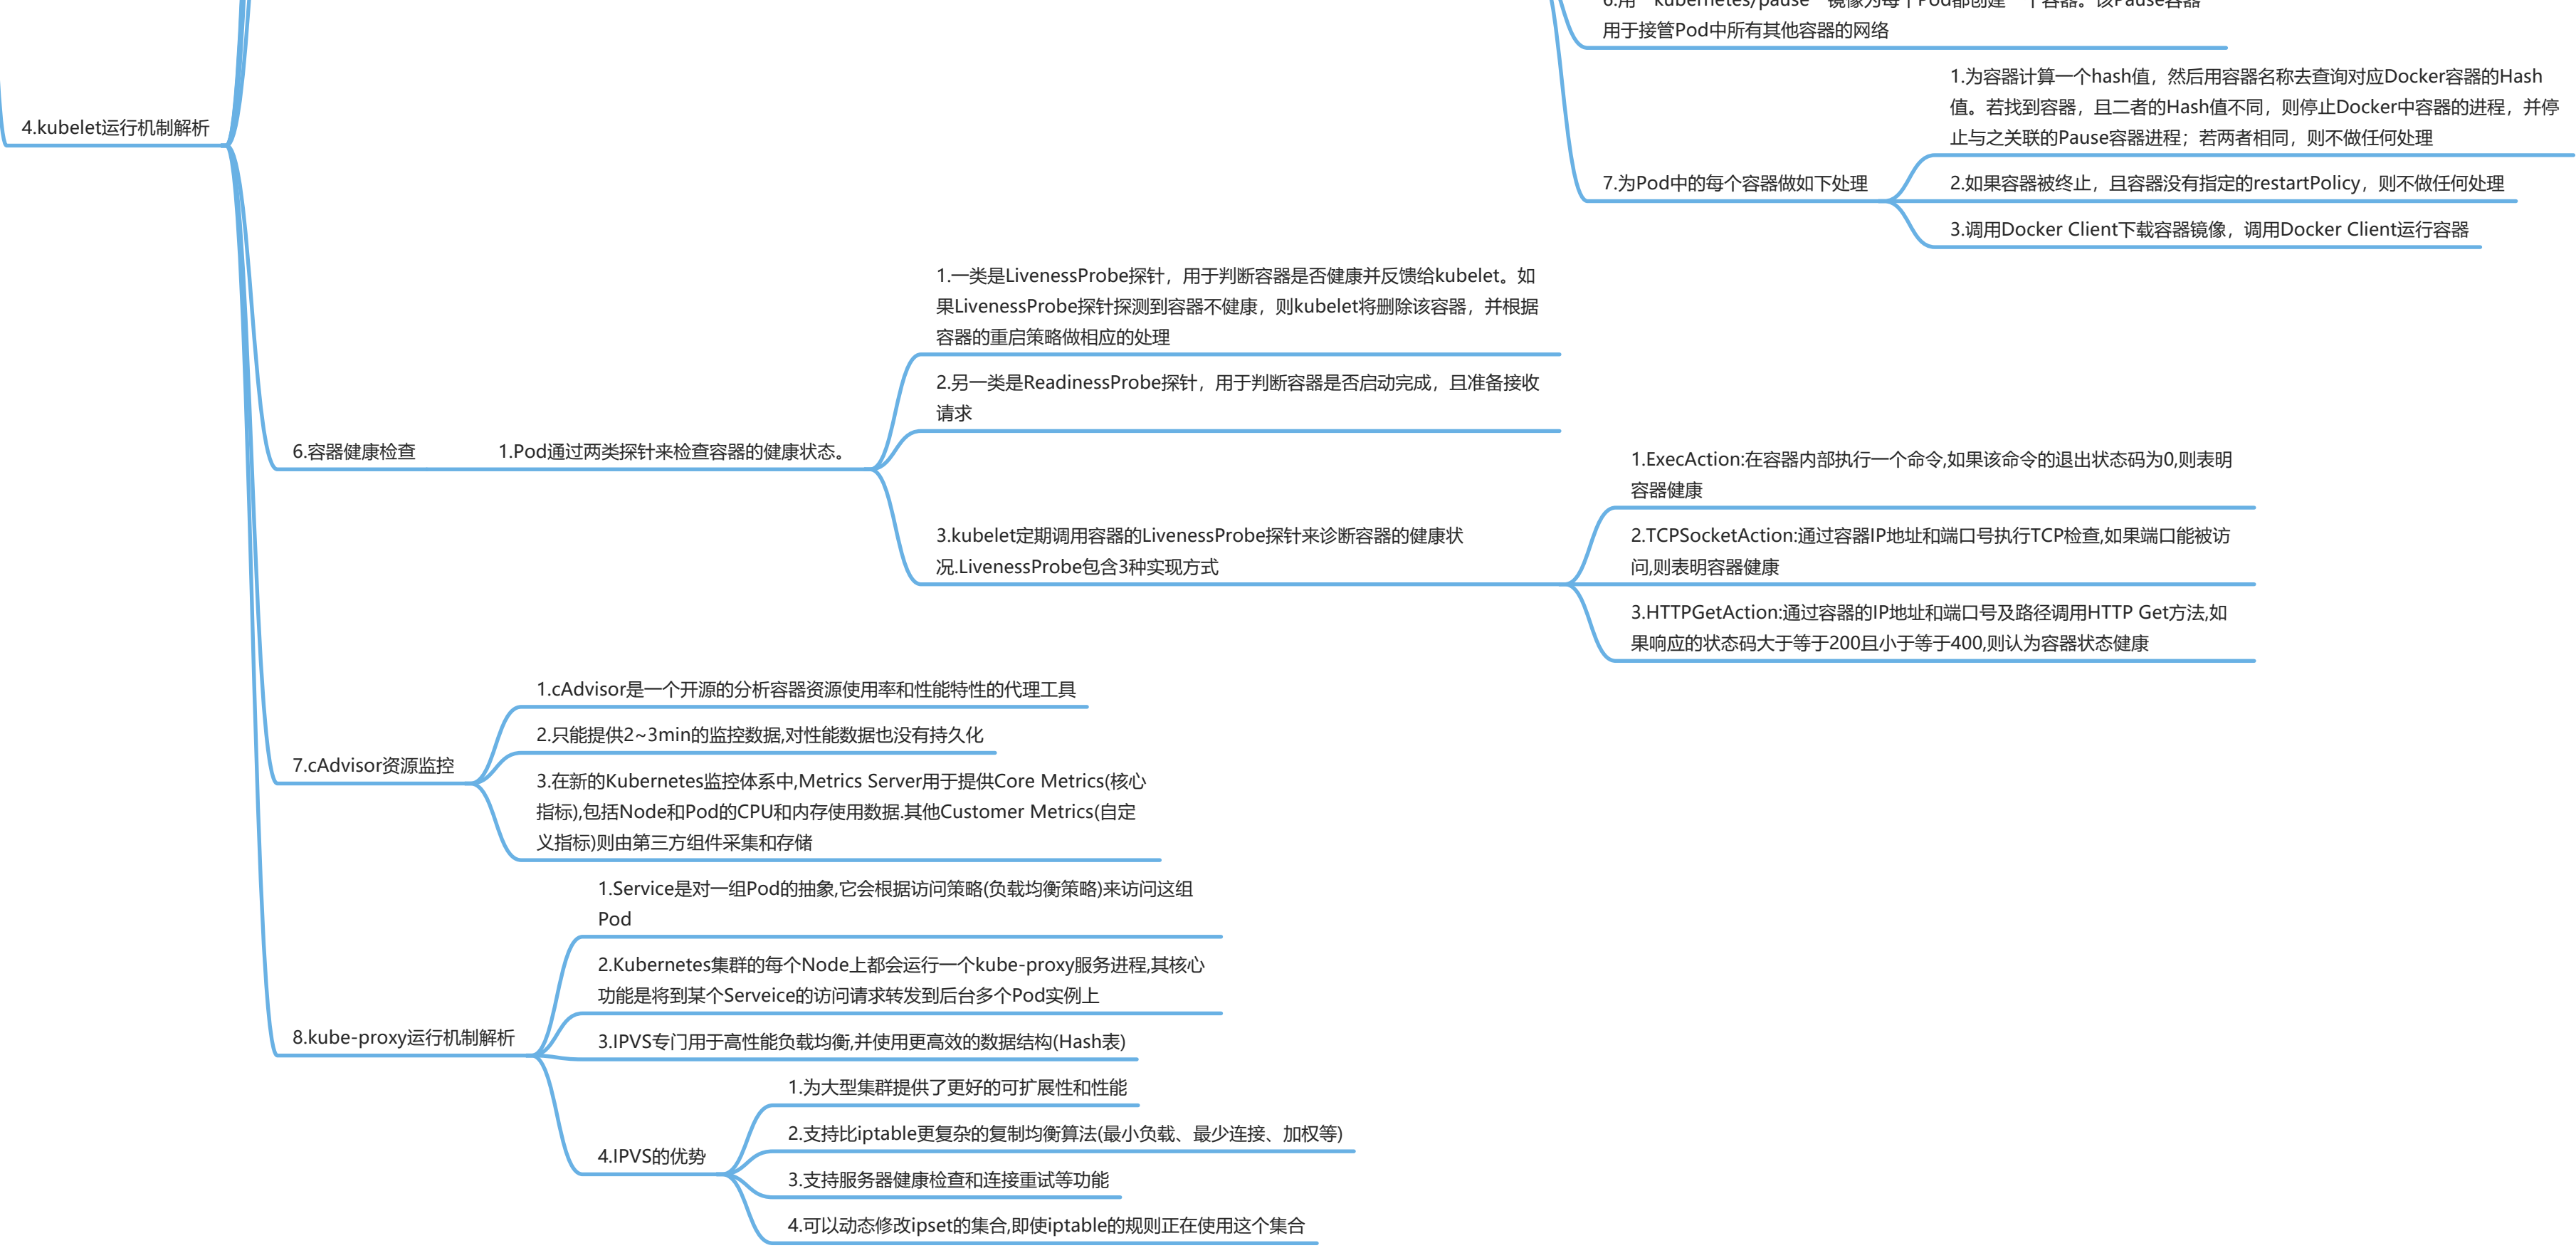 6.用“kubernetes/pause”镜像为每个Pod都创建一个容器。该Pause容器
用于接管Pod中所有其他容器的网络
1.为容器计算一个hash值，然后用容器名称去查询对应Docker容器的Hash
值。若找到容器，且二者的Hash值不同，则停止Docker中容器的进程，并停
止与之关联的Pause容器进程；若两者相同，则不做任何处理
4.kubelet运行机制解析
7.为Pod中的每个容器做如下处理
2.如果容器被终止，且容器没有指定的restartPolicy，则不做任何处理
3.调用Docker Client下载容器镜像，调用Docker Client运行容器
1.一类是LivenessProbe探针，用于判断容器是否健康并反馈给kubelet。如
果LivenessProbe探针探测到容器不健康，则kubelet将删除该容器，并根据
容器的重启策略做相应的处理
2.另一类是ReadinessProbe探针，用于判断容器是否启动完成，且准备接收
请求
6.容器健康检查
1.Pod通过两类探针来检查容器的健康状态。
3.kubelet定期调用容器的LivenessProbe探针来诊断容器的健康状
况.LivenessProbe包含3种实现方式
1.ExecAction:在容器内部执行一个命令,如果该命令的退出状态码为0,则表明
容器健康
2.TCPSocketAction:通过容器IP地址和端口号执行TCP检查,如果端口能被访
问,则表明容器健康
3.HTTPGetAction:通过容器的IP地址和端口号及路径调用HTTP Get方法,如
果响应的状态码大于等于200且小于等于400,则认为容器状态健康
7.cAdvisor资源监控
1.cAdvisor是一个开源的分析容器资源使用率和性能特性的代理工具
2.只能提供2~3min的监控数据,对性能数据也没有持久化
3.在新的Kubernetes监控体系中,Metrics Server用于提供Core Metrics(核心
指标),包括Node和Pod的CPU和内存使用数据.其他Customer Metrics(自定
义指标)则由第三方组件采集和存储
8.kube-proxy运行机制解析
1.Service是对一组Pod的抽象,它会根据访问策略(负载均衡策略)来访问这组
Pod
2.Kubernetes集群的每个Node上都会运行一个kube-proxy服务进程,其核心
功能是将到某个Serveice的访问请求转发到后台多个Pod实例上
3.IPVS专门用于高性能负载均衡,并使用更高效的数据结构(Hash表)
4.IPVS的优势
1.为大型集群提供了更好的可扩展性和性能
2.支持比iptable更复杂的复制均衡算法(最小负载、最少连接、加权等)
3.支持服务器健康检查和连接重试等功能
4.可以动态修改ipset的集合,即使iptable的规则正在使用这个集合